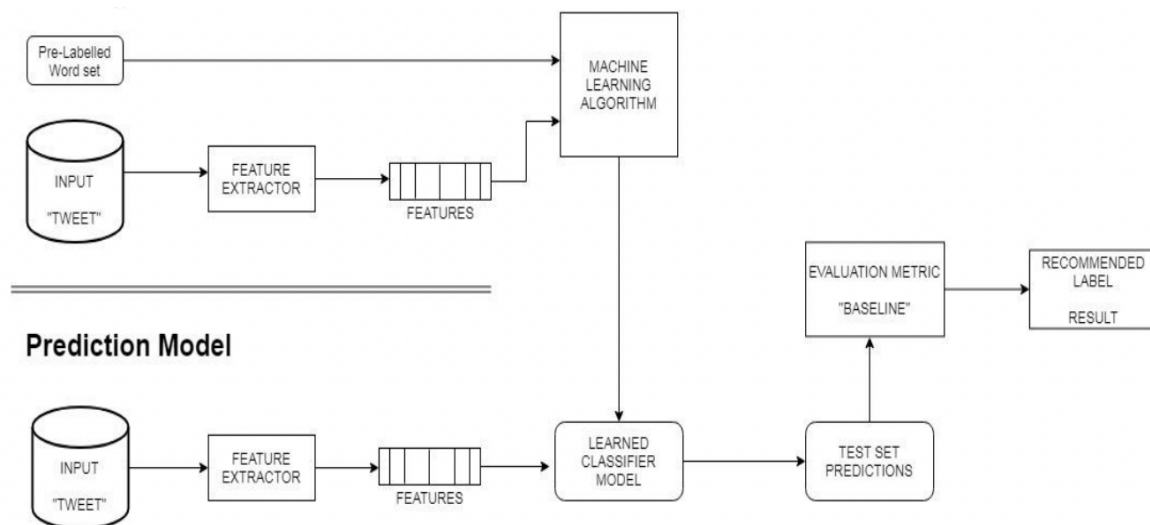 Pre-Labelled
Word set
MACHINE
LEARNING
ALGORITHM
INPUT
"TWEET"
FEATURE
EXTRACTOR
FEATURES
EVALUATION METRIC
"BASELINE"
RECOMMENDED
LABEL
RESULT
Prediction Model
INPUT
"TWEET"
FEATURE
EXTRACTOR
FEATURES
LEARNED
CLASSIFIER
MODEL
TEST SET
PREDICTIONS